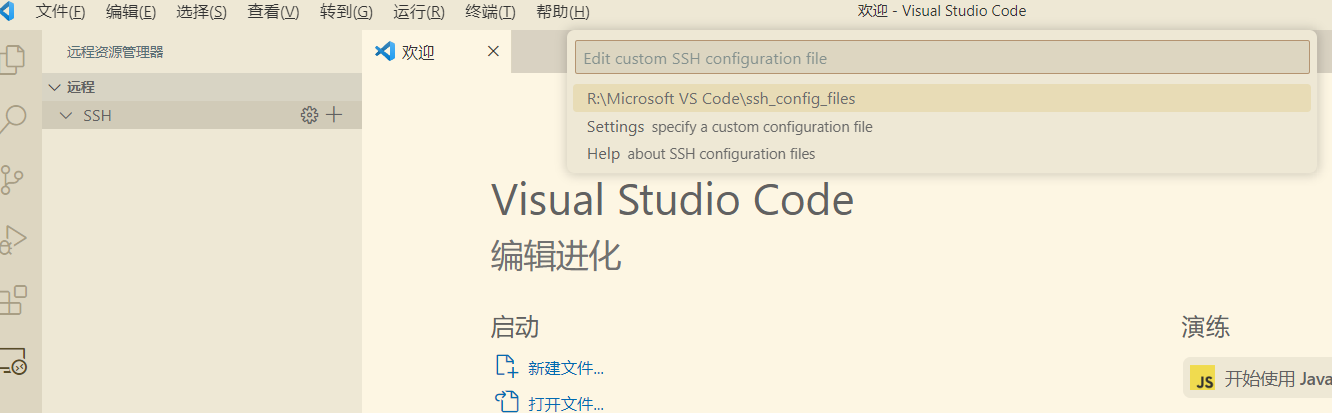 文件(F) 编辑(E) 选择(S) 查看(V) 转到(G) 运行(R) 终端(T) 帮助(H) 欢迎 - Visual Studio Code
远程资源管理器
欢迎
Edit custom SSH configuration file
远程
R:\Microsoft VS Code\ssh_config_files
SSH
Settings specify a custom configuration file
Help about SSH configuration files
Visual Studio Code
编辑进化
启动
演练
新建文件...
JS 开始使用 Java
打开文件...